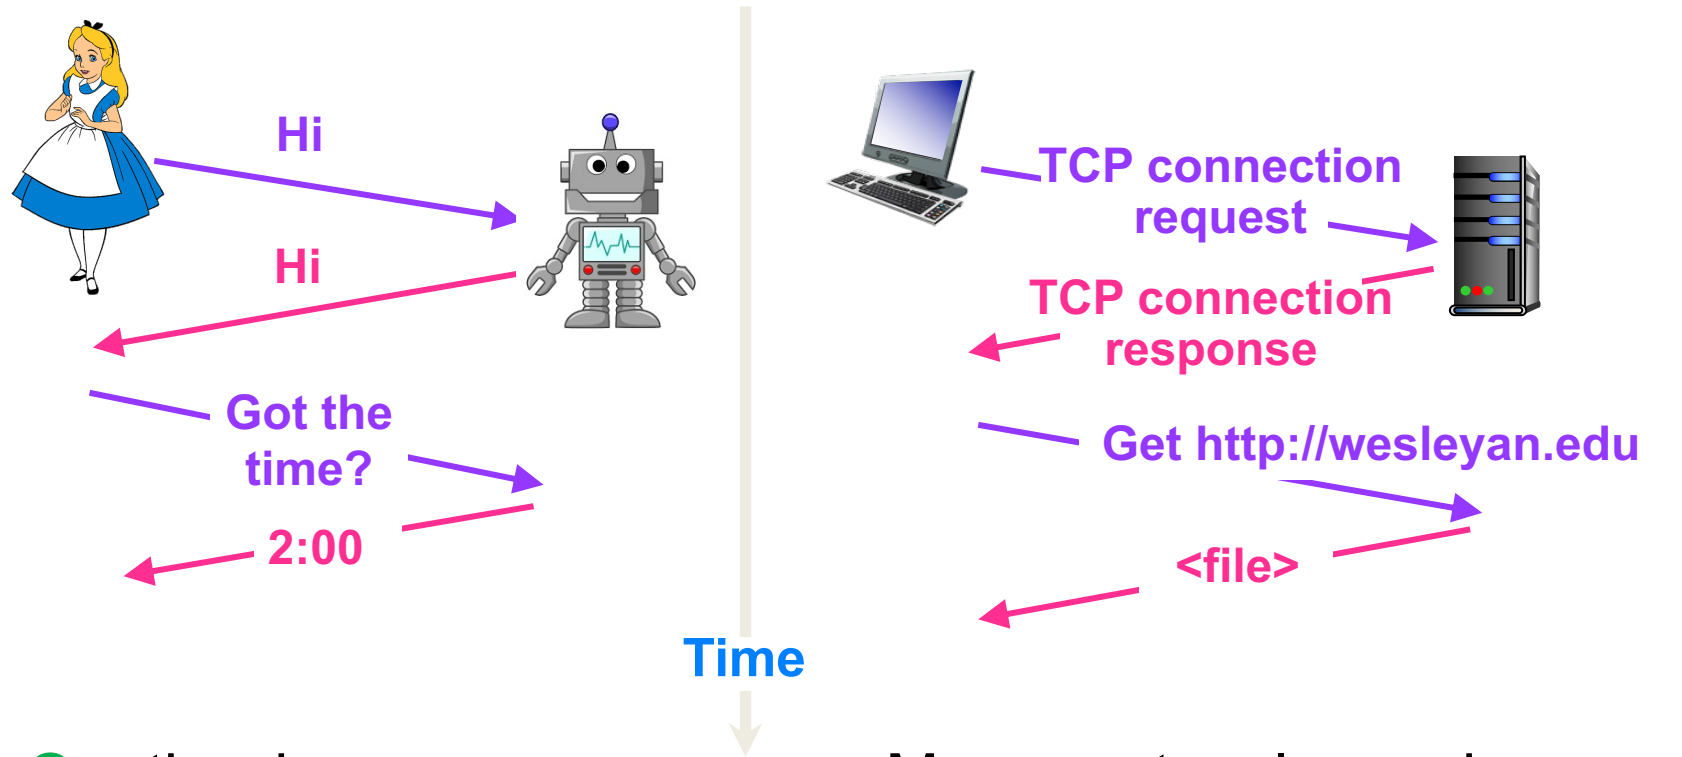 Hi
Hi
Got the
time?
2:00
TCP connection
request
TCP connection
response
Get http://wesleyan.edu
<file>
Time